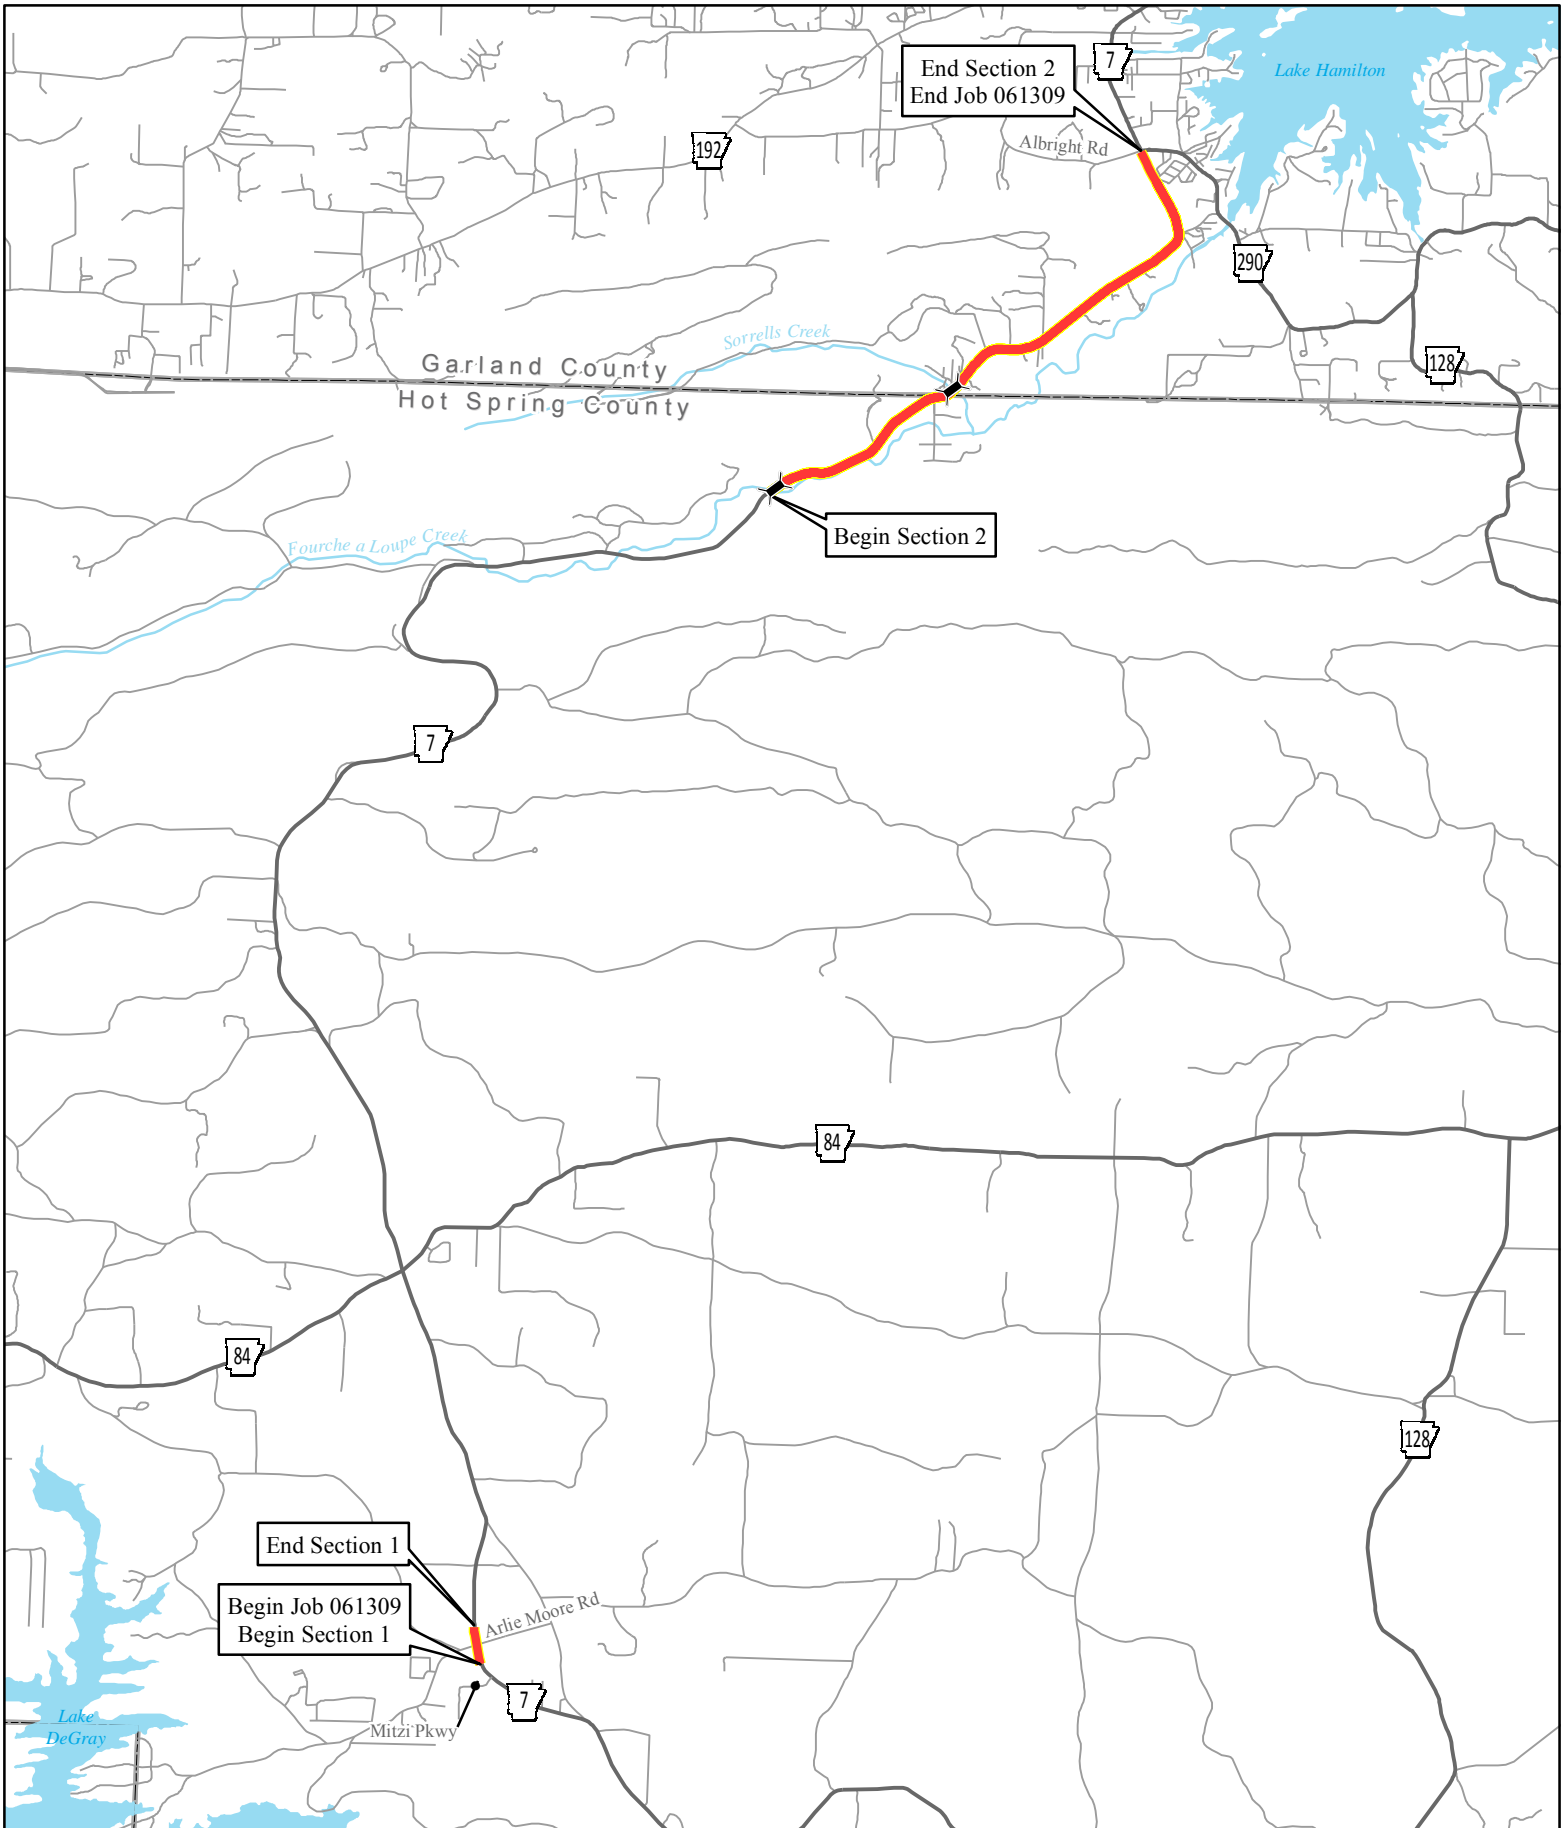 7
Lake Hamilton
End Section 2
End Job 061309
192
Albright Rd
290
Sorrells Creek
Garland County
128
Hot Spring County
Begin Section 2
Fourche a Loupe Creek
7
84
84
128
End Section 1
Begin Job 061309
Begin Section 1
Arlie Moore Rd
7
Lake
DeGray
Mitzi Pkwy